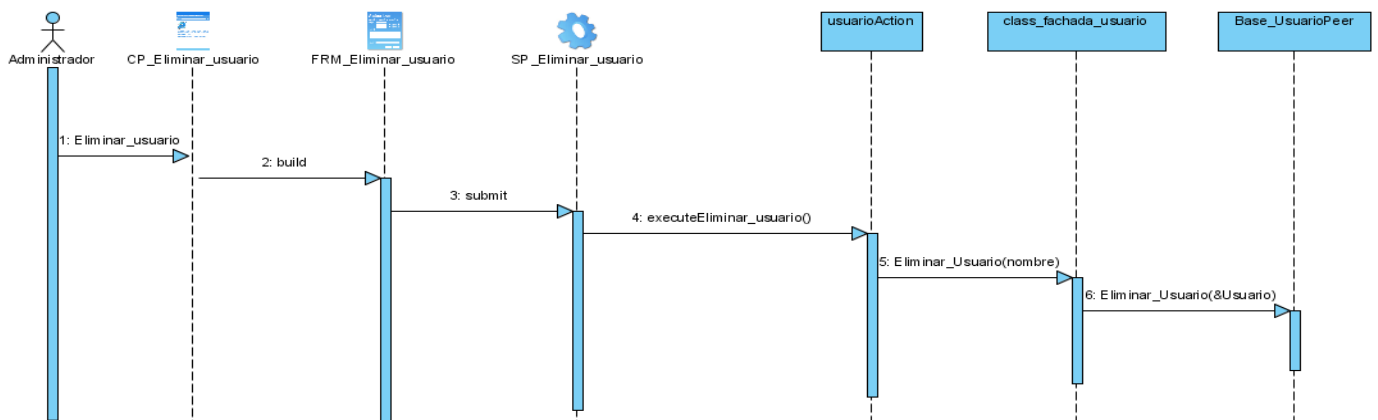 Administrador
CP_Eliminar_usuario
FRM_Eliminar_usuario
SP_Eliminar_usuario
usuarioAction
class_fachada_usuario
Base_UsuarioPeer
1: Eliminar_usuario
2: build
3: submit
4: executeEliminar_usuario()
5: Eliminar_Usuario(nombre)
6: Eliminar_Usuario(&Usuario)